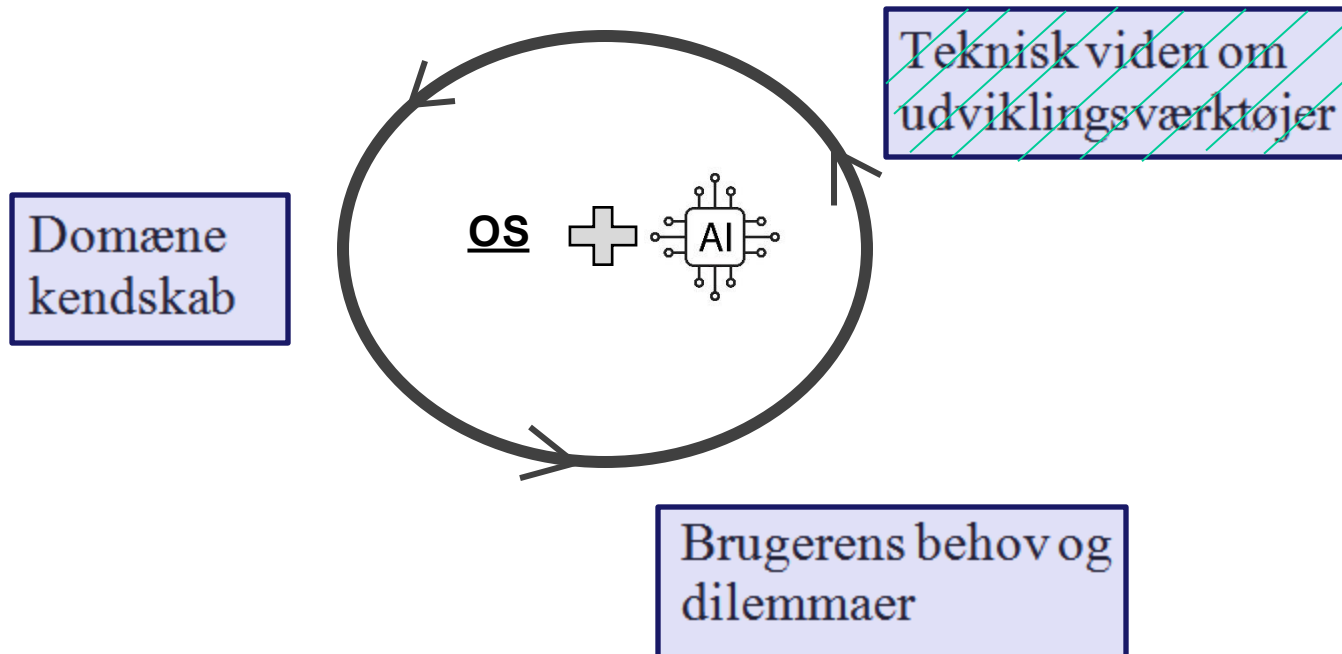 Teknisk viden om
udviklingsværktøjer
Domæne
kendskab
OS
AI
Brugerens behov og
dilemmaer